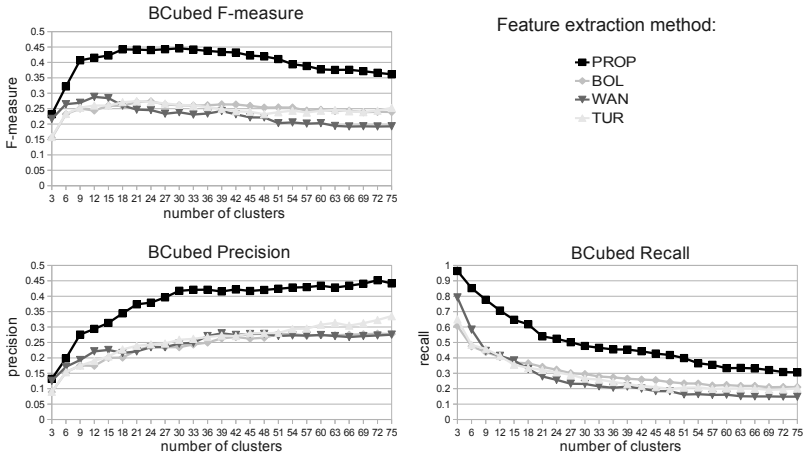 BCubed F-measure
Feature extraction method:
PROP
BOL
WAN
TUR
F-measure
0.5
0.45
0.4
0.35
0.3
0.25
0.2
0.15
0.1
0.05
0
3 6 9 12 15 18 21 24 27 30 33 36 39 42 45 48 51 54 57 60 63 66 69 72 75
number of clusters
BCubed Precision
precision
0.5
0.45
0.4
0.35
0.3
0.25
0.2
0.15
0.1
0.05
0
3 6 9 12 15 18 21 24 27 30 33 36 39 42 45 48 51 54 57 60 63 66 69 72 75
number of clusters
BCubed Recall
recall
1
0.9
0.8
0.7
0.6
0.5
0.4
0.3
0.2
0.1
0
3 6 9 12 15 18 21 24 27 30 33 36 39 42 45 48 51 54 57 60 63 66 69 72 75
number of clusters